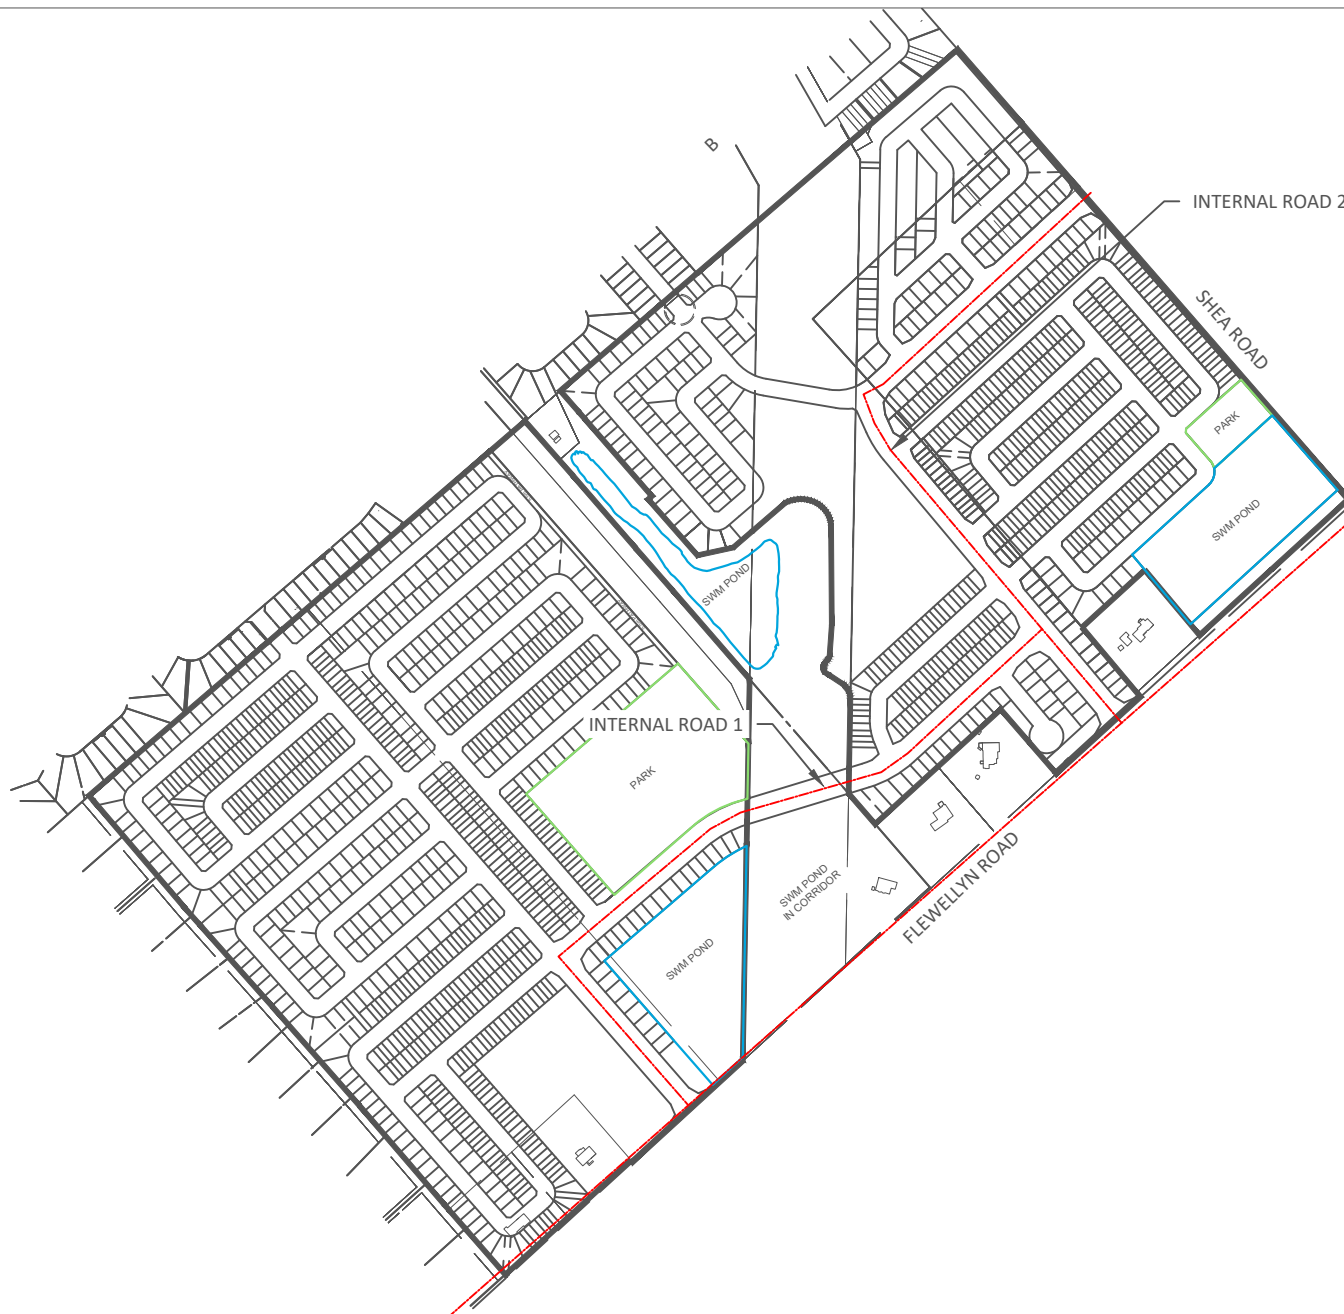 B
INTERNAL ROAD 2
SHEA ROAD
PARK
SWM POND
SWM POND
INTERNAL ROAD 1
PARK
SWM POND
IN CORRIDOR
FLEWELLYN ROAD
SWM POND